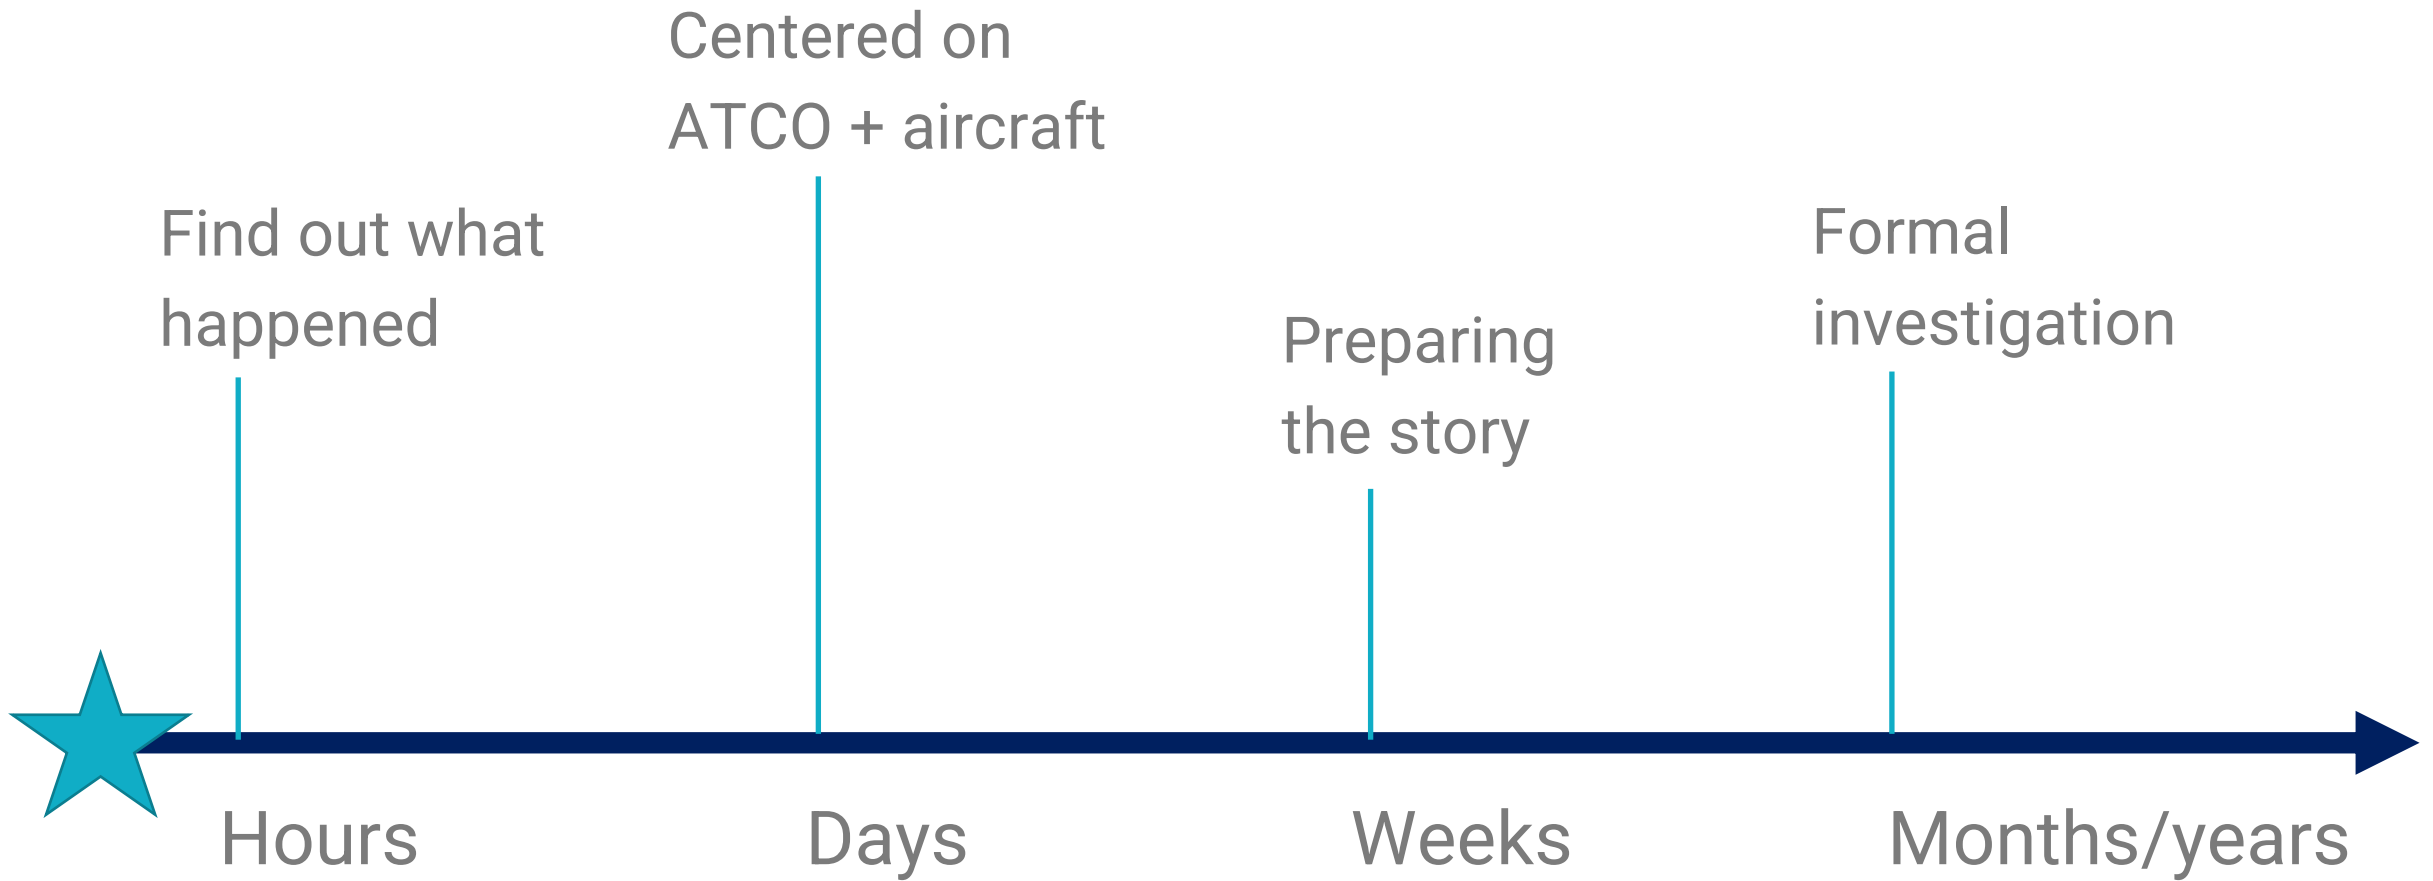 Centered on
ATCO + aircraft
Find out what
happened
Formal
investigation
Preparing
the story
Hours
Days
Weeks
Months/years